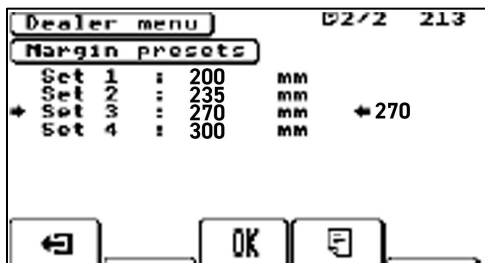 Dealer menu 2/2 213
Margin presets
Set 1 : 200 mm
Set 2 : 235 mm
Set 3 : 270 mm 270
Set 4 : 300 mm
OK